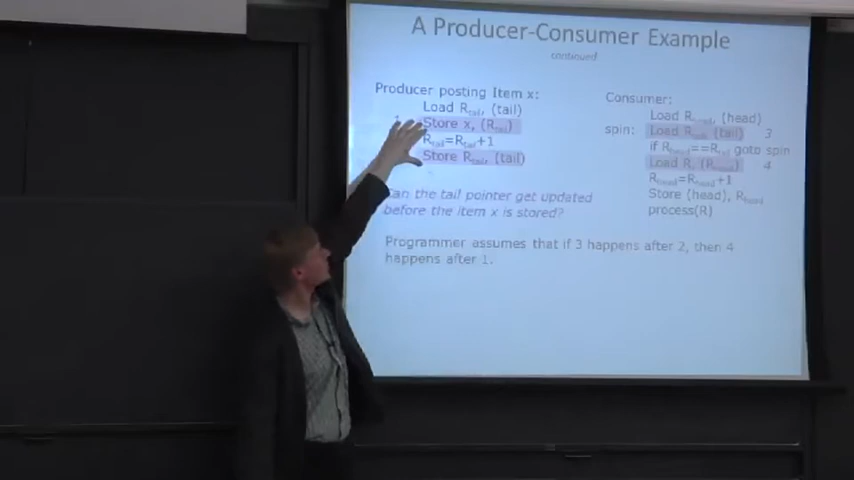 A Producer-Consumer Example
continued
Producer posting Item x:
Load Rtail, (tail)
1 Store x, (Rtail)
Rtail=Rtail+1
Store Rtail, (tail)
Can the tail pointer get updated
before the item x is stored?
Programmer assumes that if 3 happens after 2, then 4
happens after 1.
Consumer:
Load Rhead, (head)
spin: Load Rtail, (tail) 3
if Rhead==Rtail goto spin
Load R, (Rhead) 4
Rhead=Rhead+1
Store (head), Rhead
process(R)